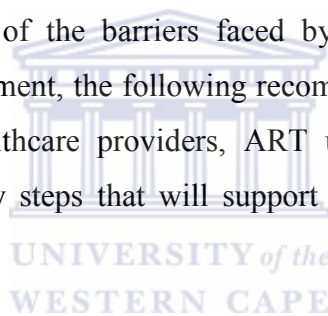 of the barriers faced by
ment, the following recom
lthcare providers, ART u
y steps that will support
UNIVERSITY of the
WESTERN CAPE